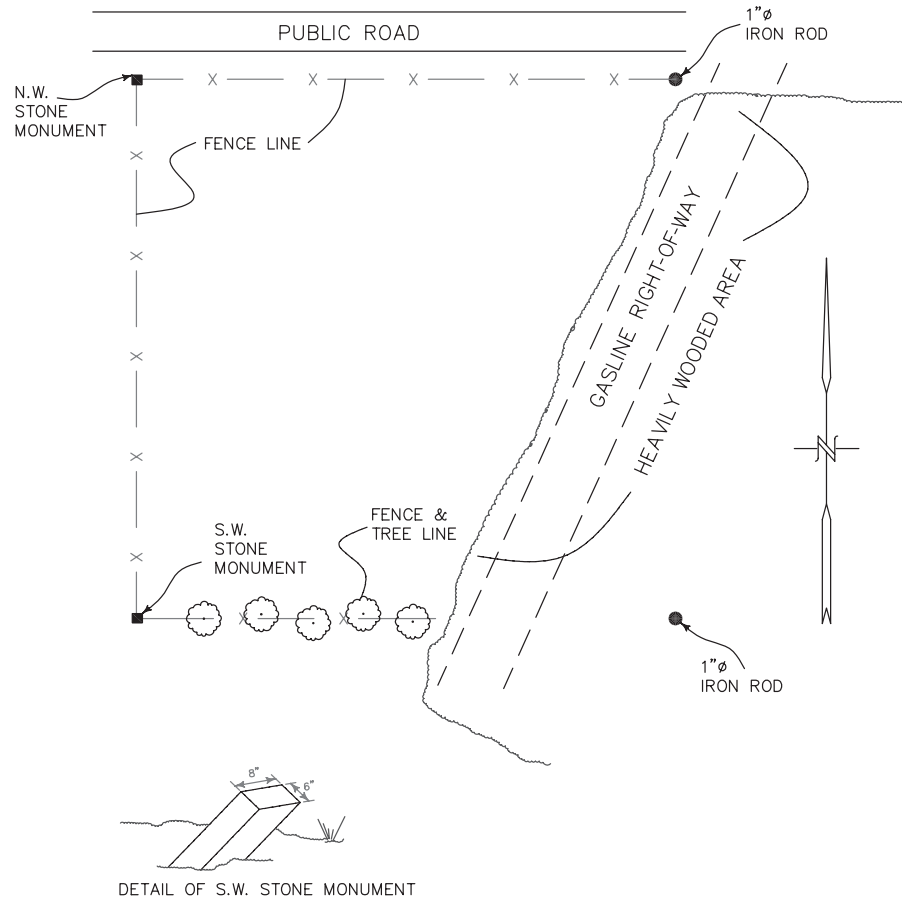 PUBLIC ROAD
1"ø
IRON ROD
N.W.
STONE
MONUMENT
FENCE LINE
GASLINE RIGHT-OF-WAY
HEAVILY WOODED AREA
N
FENCE &
TREE LINE
S.W.
STONE
MONUMENT
1"ø
IRON ROD
8"
6"
DETAIL OF S.W. STONE MONUMENT